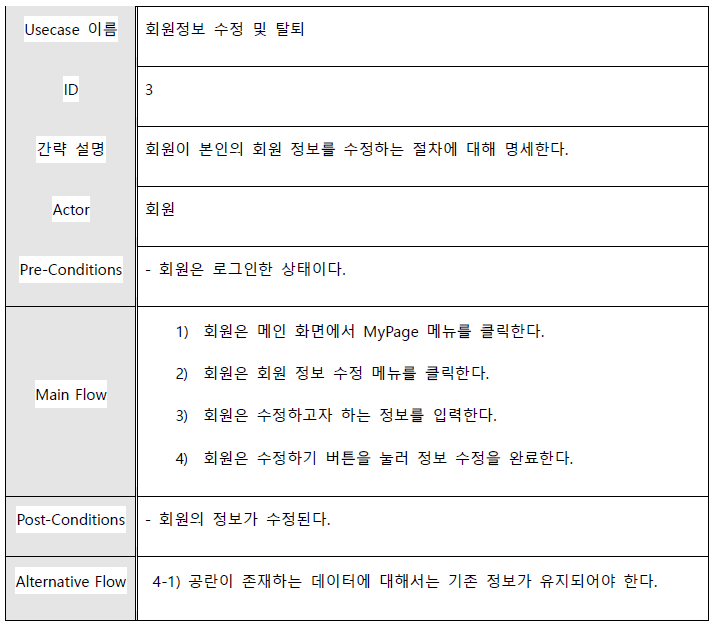 Usecase 이름
회원정보 수정 및 탈퇴
ID
3
간략 설명
회원이 본인의 회원 정보를 수정하는 절차에 대해 명세한다.
Actor
회원
Pre-Conditions
- 회원은 로그인한 상태이다.
Main Flow
1) 회원은 메인 화면에서 MyPage 메뉴를 클릭한다.
2) 회원은 회원 정보 수정 메뉴를 클릭한다.
3) 회원은 수정하고자 하는 정보를 입력한다.
4) 회원은 수정하기 버튼을 눌러 정보 수정을 완료한다.
Post-Conditions
- 회원의 정보가 수정된다.
Alternative Flow
4-1) 공란이 존재하는 데이터에 대해서는 기존 정보가 유지되어야 한다.